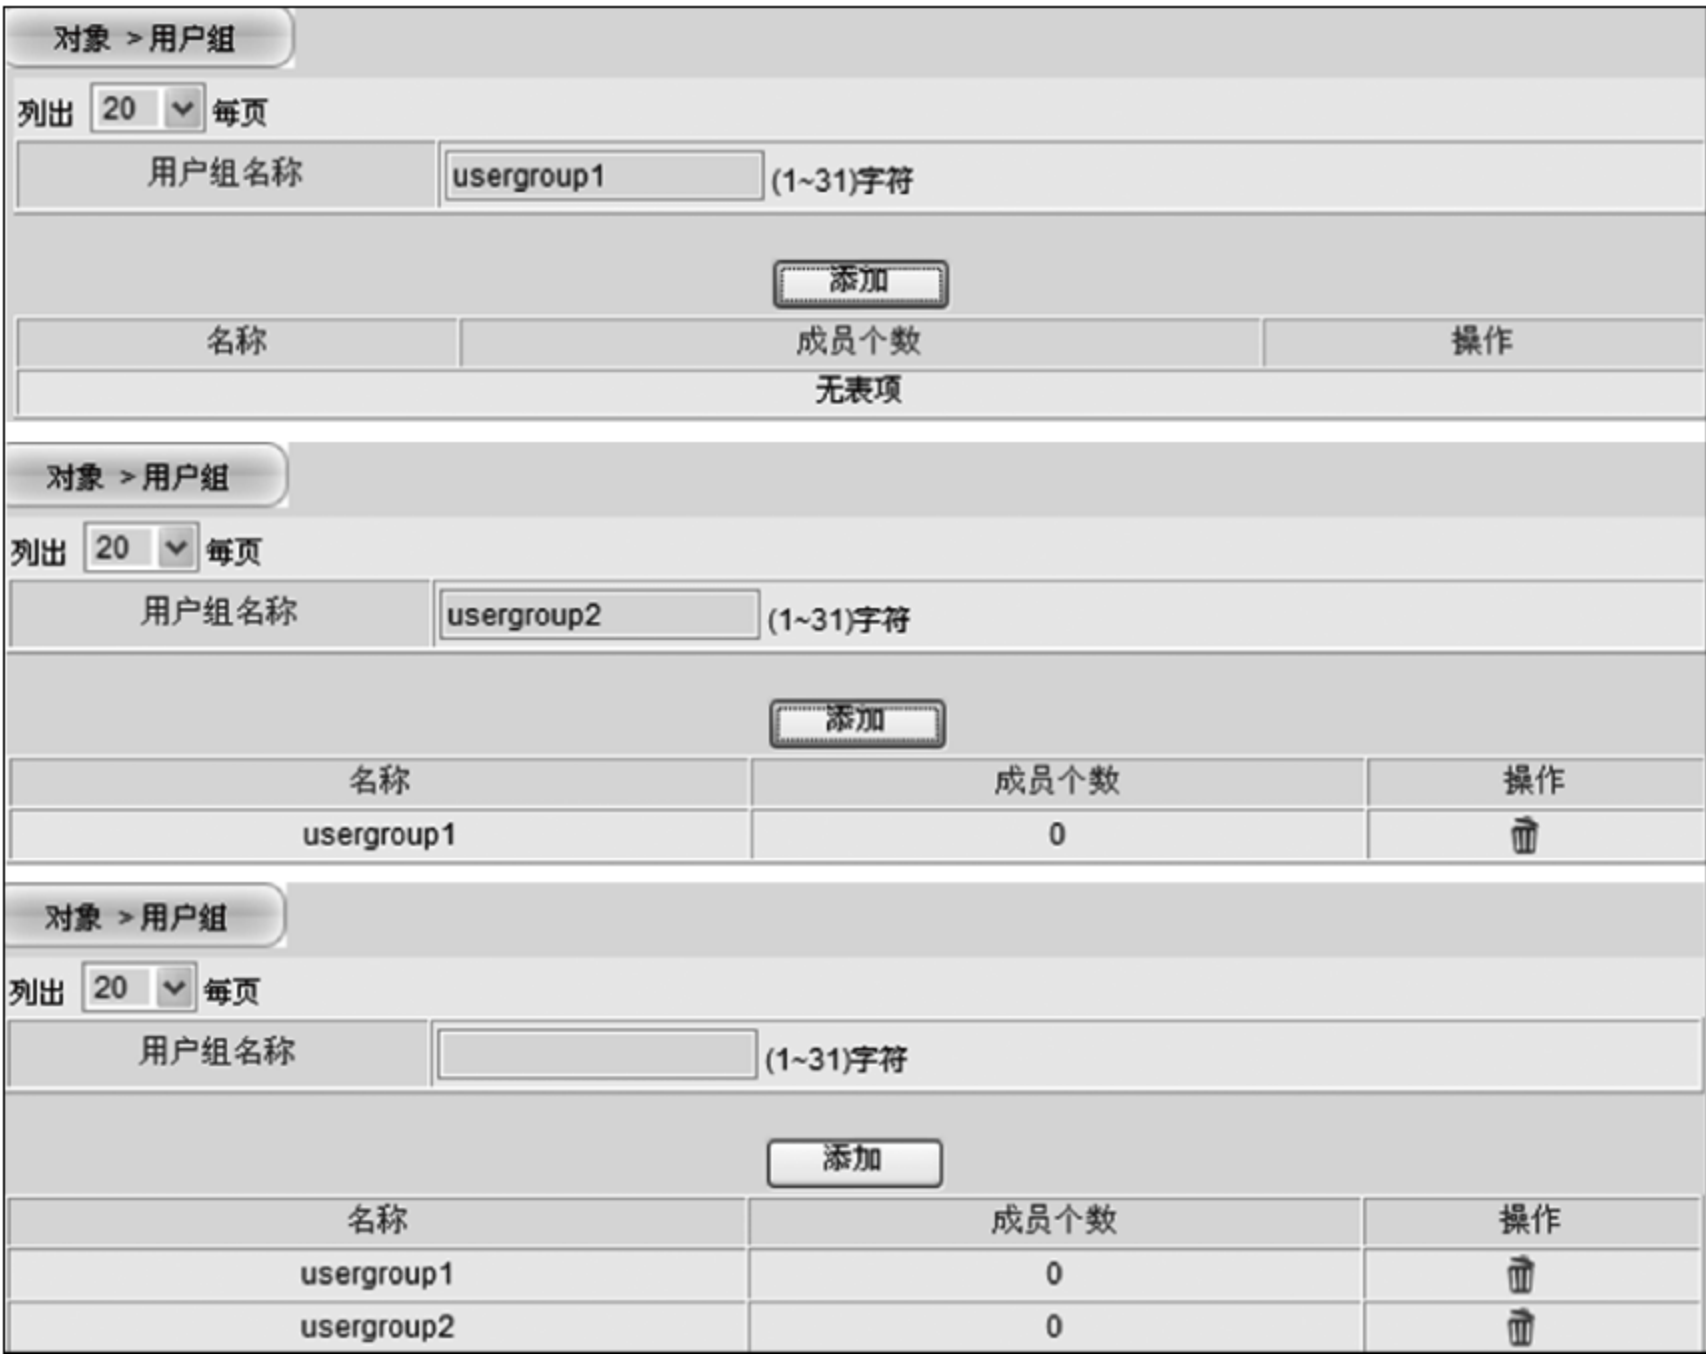 对象 >用户组
列出 20 每页
用户组名称 usergroup1 (1~31)字符
添加
名称 成员个数 操作
无表项
对象 >用户组
列出 20 每页
用户组名称 usergroup2 (1~31)字符
添加
名称 成员个数 操作
usergroup1 0
对象 >用户组
列出 20 每页
用户组名称 (1~31)字符
添加
名称 成员个数 操作
usergroup1 0
usergroup2 0